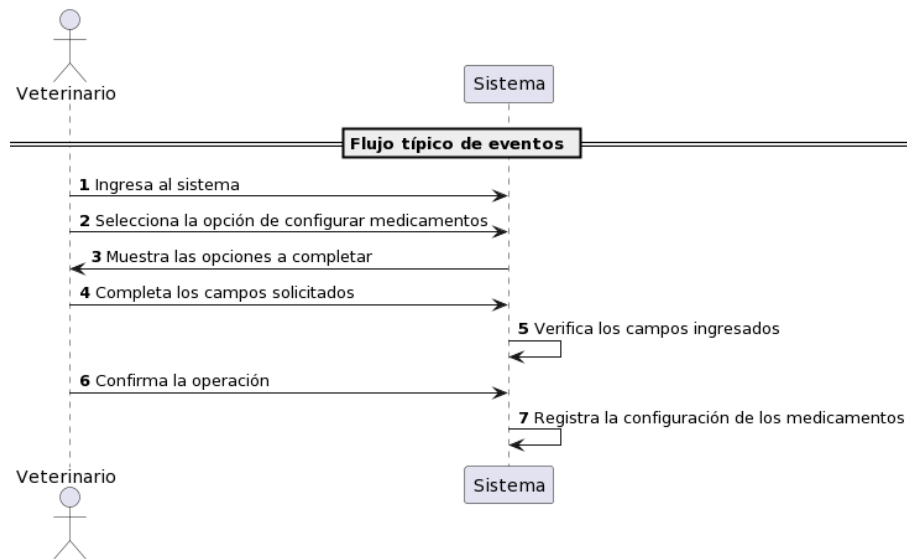 Veterinario
Sistema
Flujo típico de eventos
1 Ingresa al sistema
2 Selecciona la opción de configurar medicamentos
3 Muestra las opciones a completar
4 Completa los campos solicitados
5 Verifica los campos ingresados
6 Confirma la operación
7 Registra la configuración de los medicamentos
Veterinario
Sistema